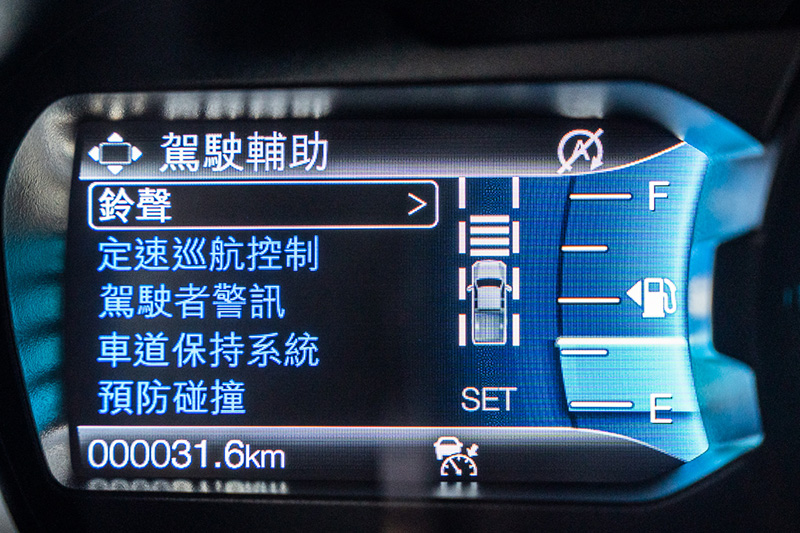 駕駛輔助
鈴聲 >
定速巡航控制
駕駛者警訊
車道保持系統
預防碰撞
SET
F
E
000031.6km